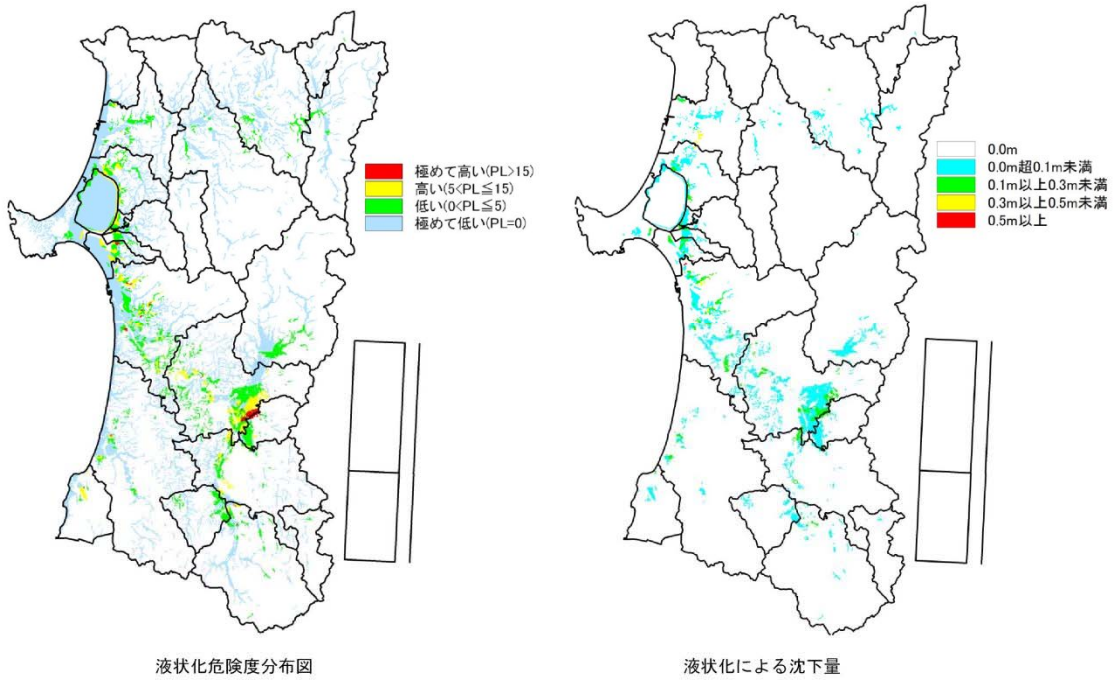 極めて高い(PL>15)
高い(5<PL≦15)
低い(0<PL≦5)
極めて低い(PL=0)
0.0m
0.0m超0.1m未満
0.1m以上0.3m未満
0.3m以上0.5m未満
0.5m以上
液状化危険度分布図
液状化による沈下量